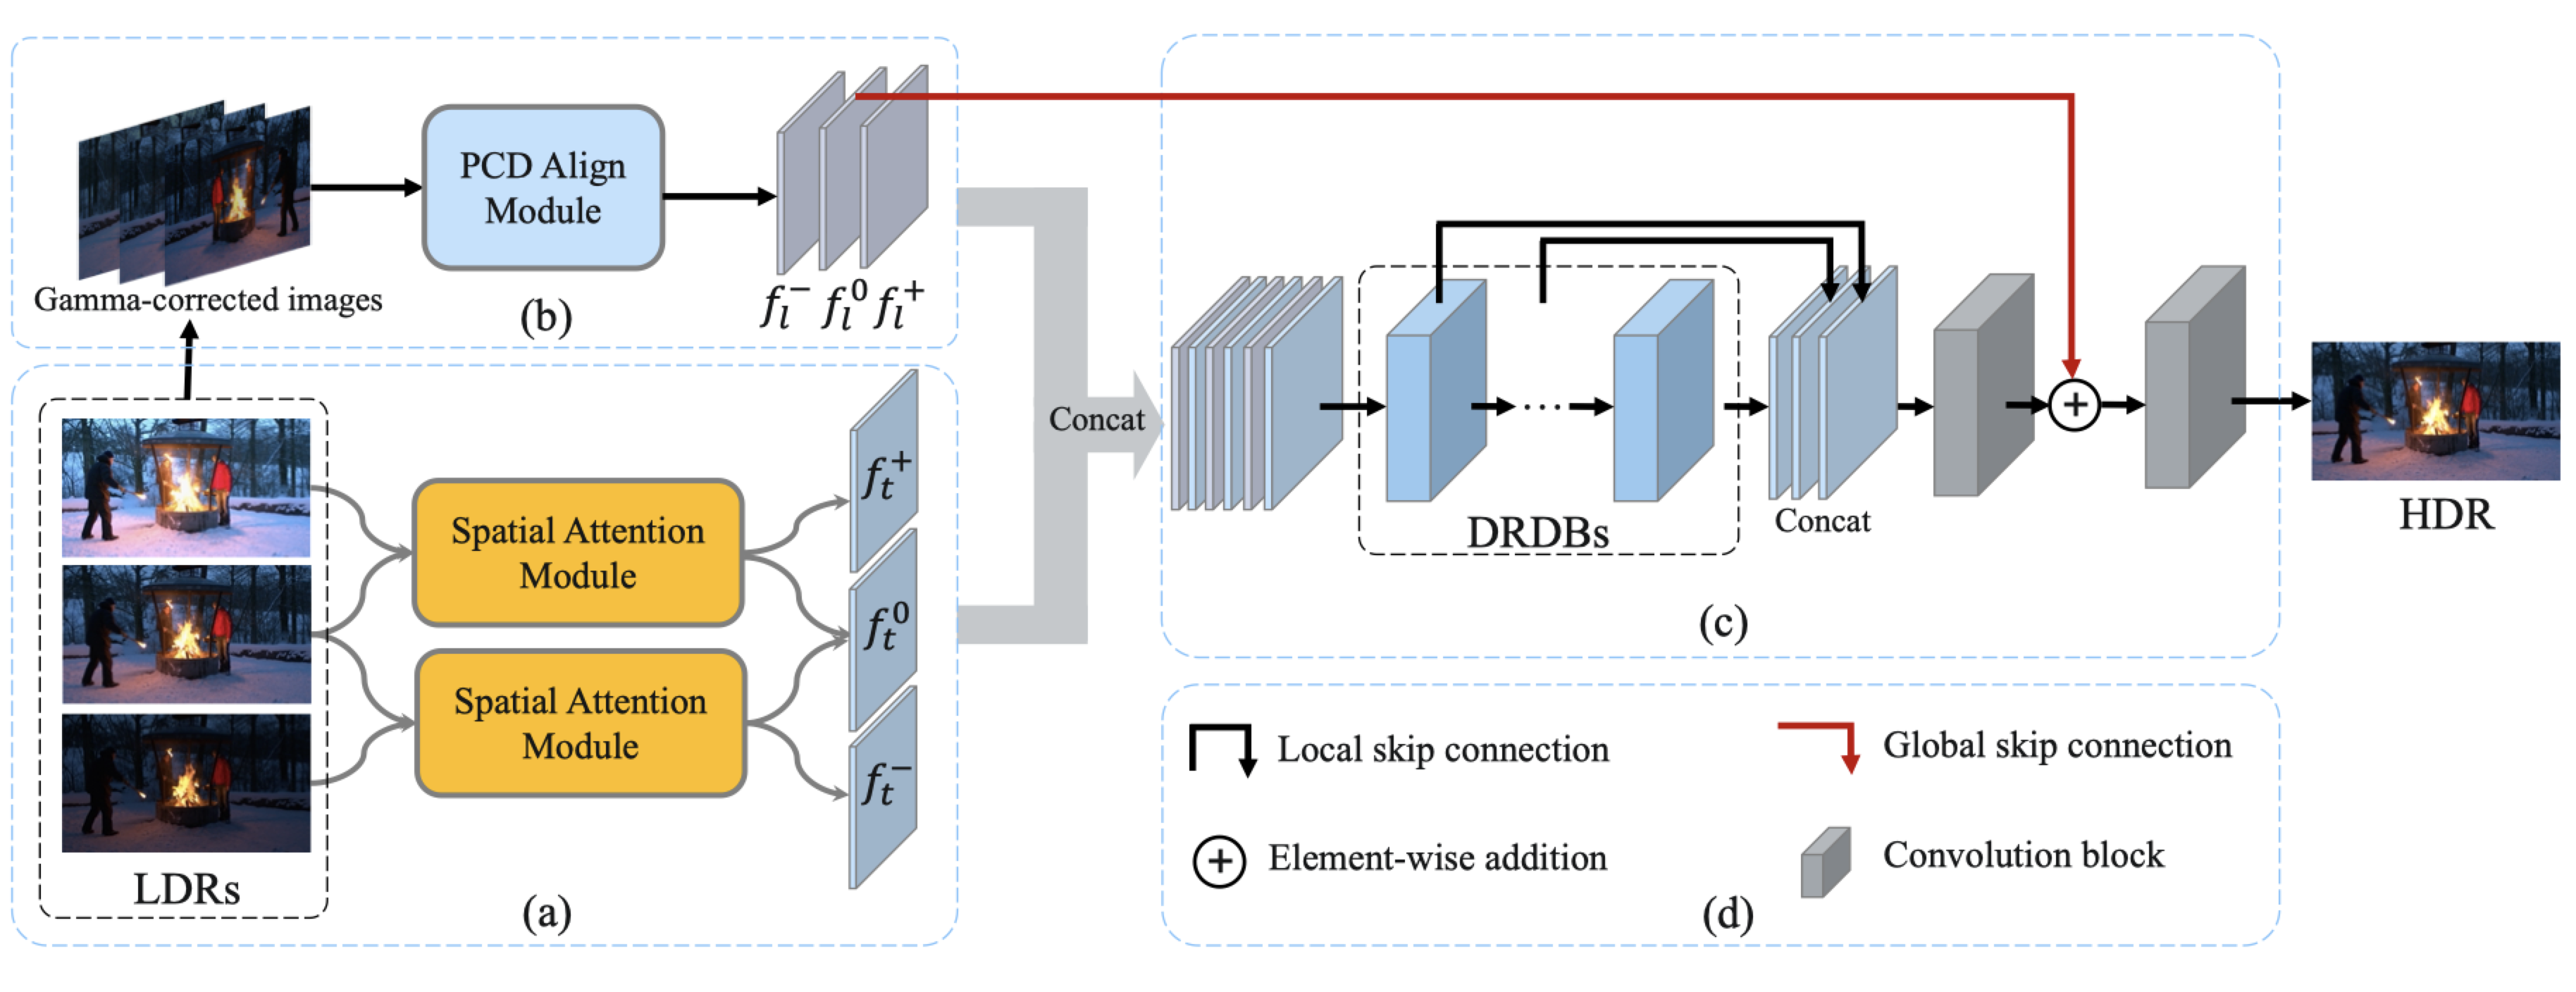 PCD Align
Module
Gamma-corrected images
(b)
f_l^- f_l^0 f_l^+
LDRs
Spatial Attention
Module
Spatial Attention
Module
f_t^+
f_t^0
f_t^-
(a)
Concat
DRDBs
Concat
(c)
HDR
Local skip connection
Global skip connection
+
Element-wise addition
Convolution block
(d)
+